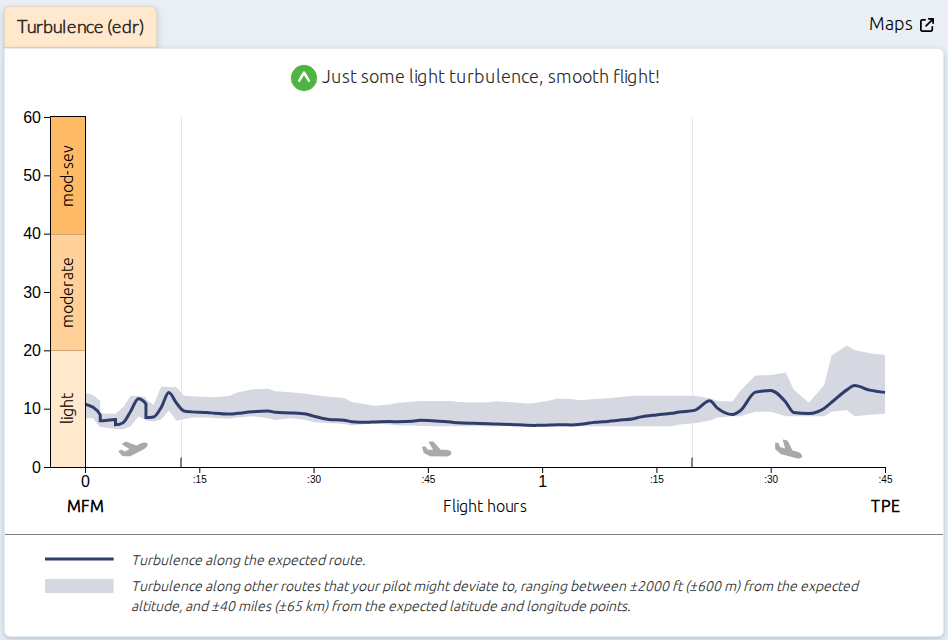 Turbulence (edr)
Maps
Just some light turbulence, smooth flight!
60
50
40
30
20
10
0
mod-sev
moderate
light
0 :15 :30 :45 1 :15 :30 :45
MFM Flight hours TPE
Turbulence along the expected route.
Turbulence along other routes that your pilot might deviate to, ranging between ±2000 ft (±600 m) from the expected
altitude, and ±40 miles (±65 km) from the expected latitude and longitude points.